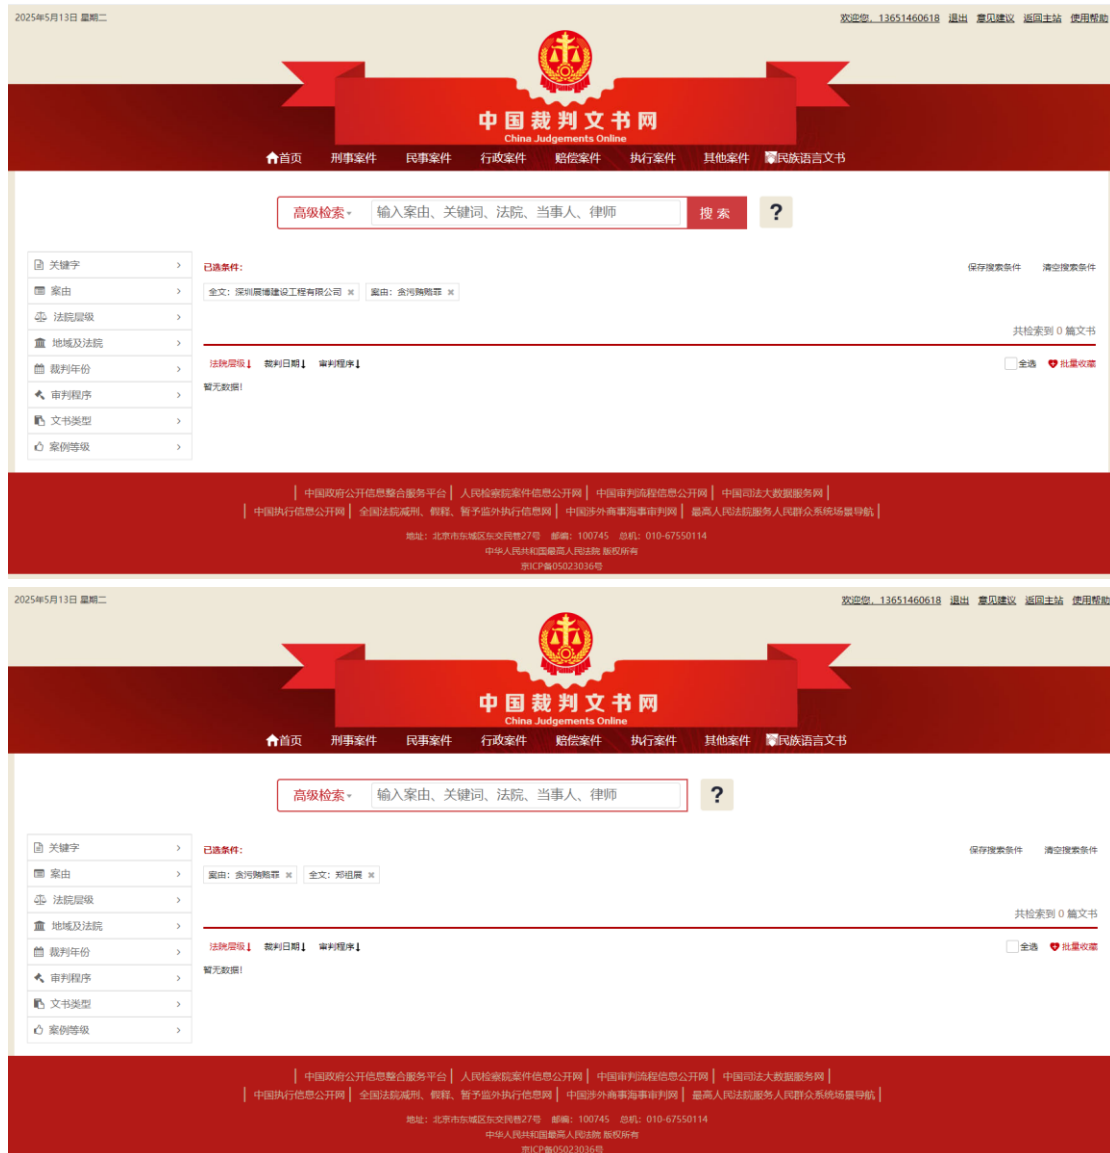 2025年5月13日 星期二
欢迎您，13651460618 退出 意见建议 返回主站 使用帮助
中国裁判文书网
China Judgements Online
首页 刑事案件 民事案件 行政案件 赔偿案件 执行案件 其他案件 民族语言文书
高级检索 输入案由、关键词、法院、当事人、律师 搜索 ?
关键字
案由
法院层级
地域及法院
裁判年份
审判程序
文书类型
案例等级
已选条件：
保存搜索条件 清空搜索条件
全文：深圳展博建设工程有限公司 × 案由：贪污贿赂罪 ×
共检索到 0 篇文书
法院层级↓ 裁判日期↓ 审判程序↓
全选 批量收藏
暂无数据!
中国政府公开信息整合服务平台 | 人民检察院案件信息公开网 | 中国审判流程信息公开网 | 中国司法大数据服务网 |
中国执行信息公开网 | 全国法院减刑、假释、暂予监外执行信息网 | 中国涉外商事海事审判网 | 最高人民法院服务人民群众系统场景导航 |
地址：北京市东城区东交民巷27号 邮编：100745 总机：010-67550114
中华人民共和国最高人民法院 版权所有
京ICP备05023036号
2025年5月13日 星期二
欢迎您，13651460618 退出 意见建议 返回主站 使用帮助
中国裁判文书网
China Judgements Online
首页 刑事案件 民事案件 行政案件 赔偿案件 执行案件 其他案件 民族语言文书
高级检索 输入案由、关键词、法院、当事人、律师 ?
关键字
案由
法院层级
地域及法院
裁判年份
审判程序
文书类型
案例等级
已选条件：
保存搜索条件 清空搜索条件
案由：贪污贿赂罪 × 全文：郑祖展 ×
共检索到 0 篇文书
法院层级↓ 裁判日期↓ 审判程序↓
全选 批量收藏
暂无数据!
中国政府公开信息整合服务平台 | 人民检察院案件信息公开网 | 中国审判流程信息公开网 | 中国司法大数据服务网 |
中国执行信息公开网 | 全国法院减刑、假释、暂予监外执行信息网 | 中国涉外商事海事审判网 | 最高人民法院服务人民群众系统场景导航 |
地址：北京市东城区东交民巷27号 邮编：100745 总机：010-67550114
中华人民共和国最高人民法院 版权所有
京ICP备05023036号